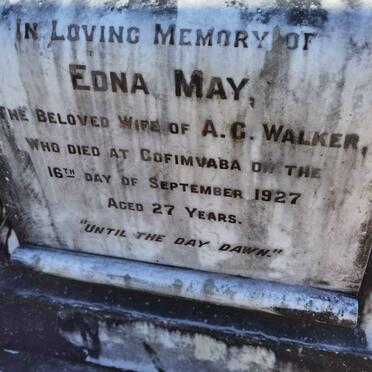 IN LOVING MEMORY OF
EDNA MAY,
THE BELOVED WIFE OF A.C. WALKER,
WHO DIED AT COFIMVABA ON THE
16TH DAY OF SEPTEMBER 1927
AGED 27 YEARS.
"UNTIL THE DAY DAWN."